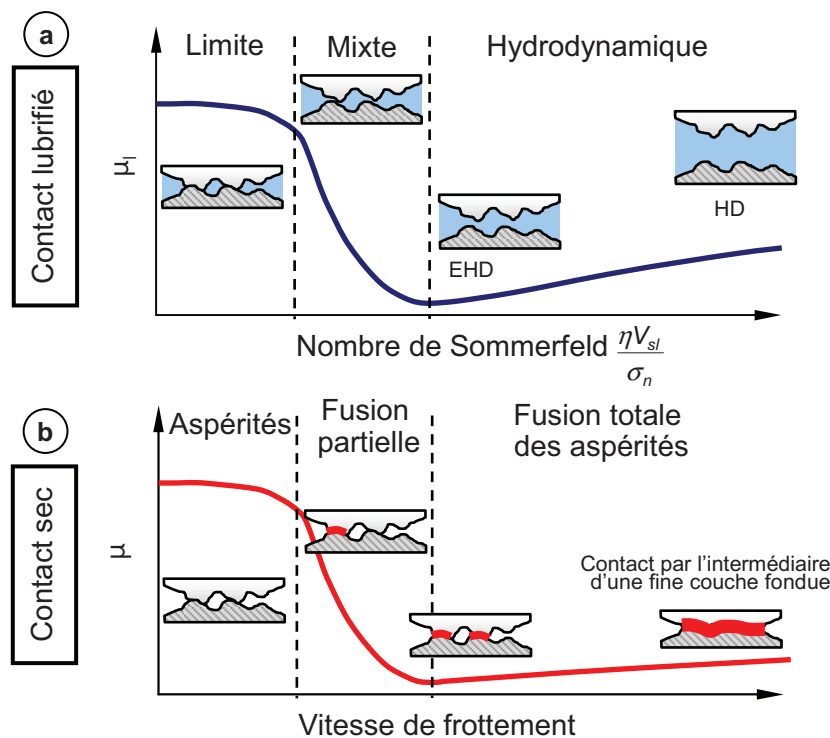 a
Limite
Mixte
Hydrodynamique
Contact lubrifié
μl
EHD
HD
Nombre de Sommerfeld ηVsl / σn
b
Aspérités
Fusion
partielle
Fusion totale
des aspérités
Contact sec
μ
Contact par l'intermédiaire
d'une fine couche fondue
Vitesse de frottement